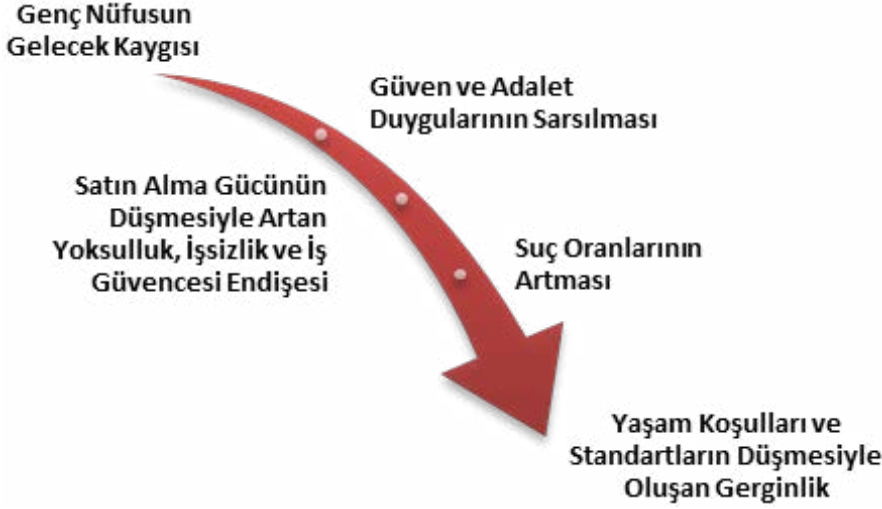 Genç Nüfusun
Gelecek Kaygısı
Güven ve Adalet
Duygularının Sarsılması
Satın Alma Gücünün
Düşmesiyle Artan
Yoksulluk, İşsizlik ve İş
Güvencesi Endişesi
Suç Oranlarının
Artması
Yaşam Koşulları ve
Standartların Düşmesiyle
Oluşan Gerginlik